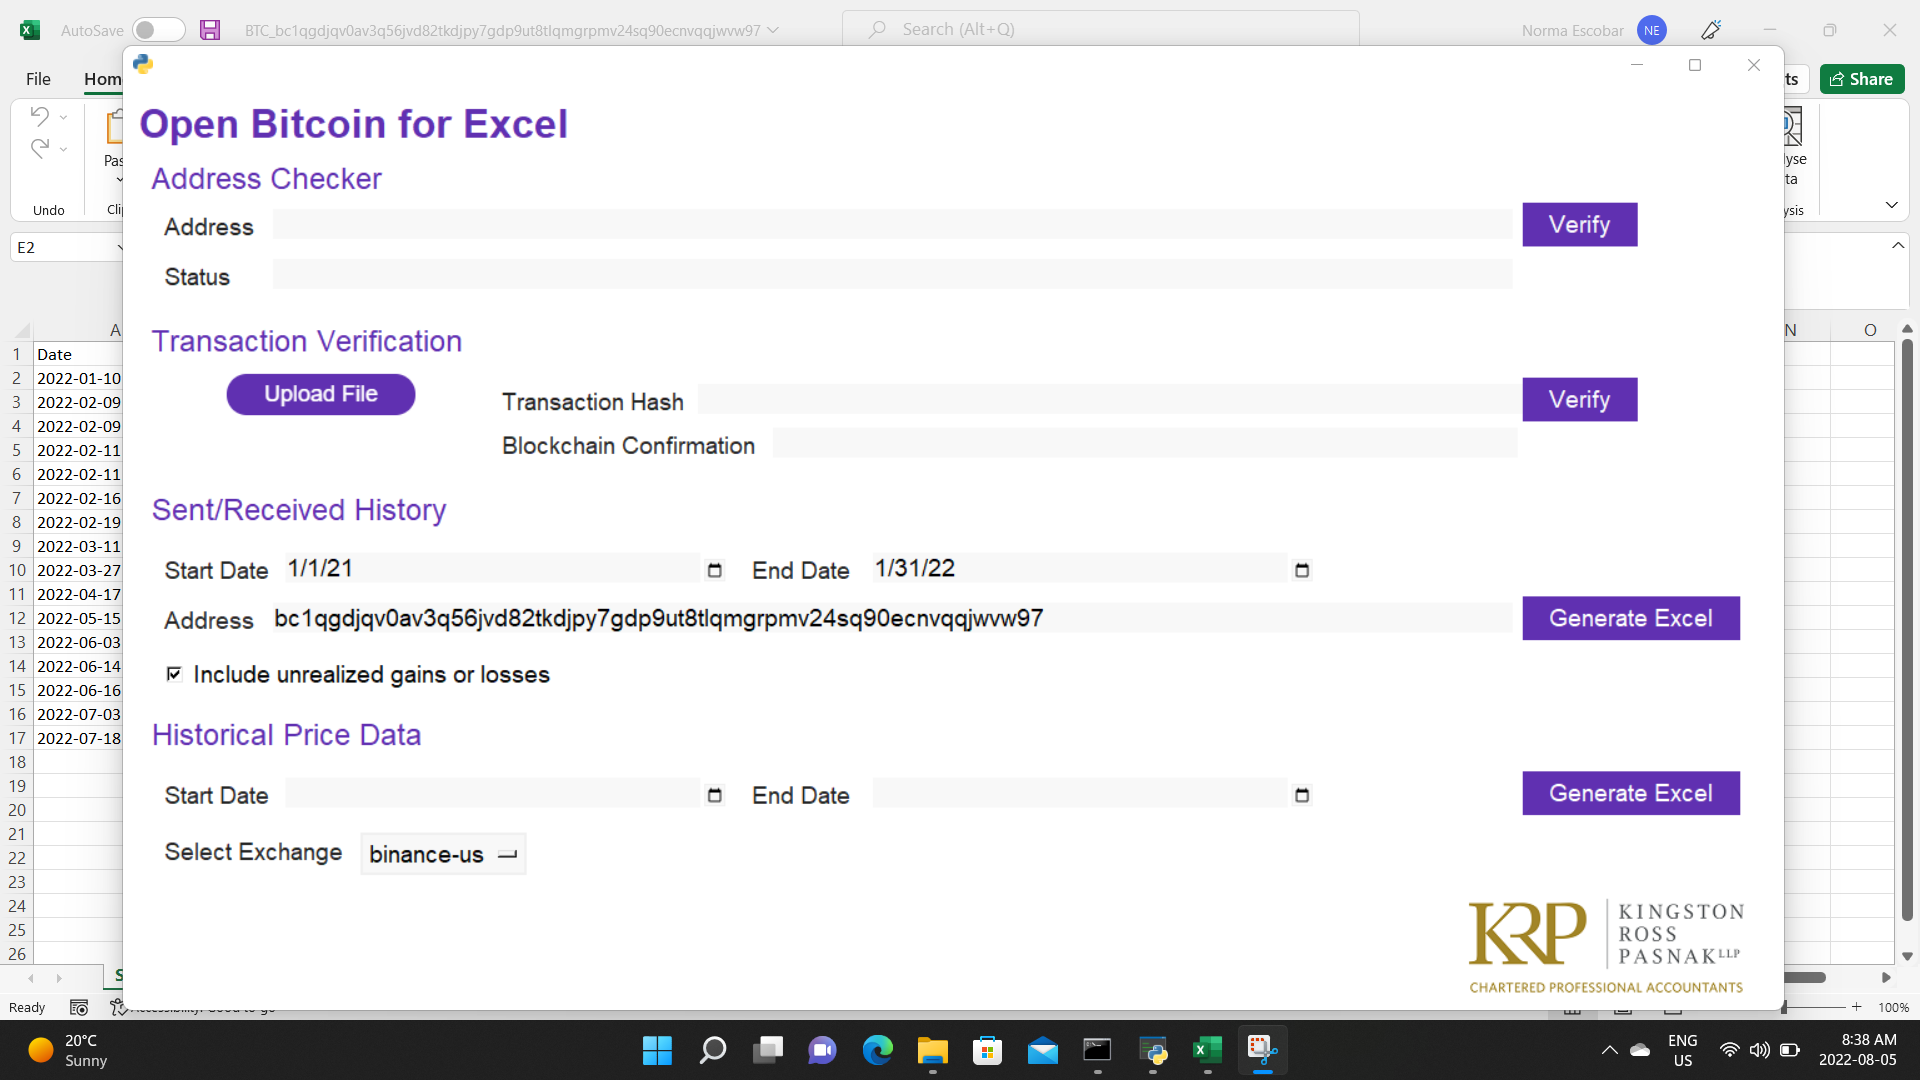 AutoSave
BTC_bc1qgdjqv0av3q56jvd82tkdjpy7gdp9ut8tlqmgrpmv24sq90ecnvqqjwvw97
Search (Alt+Q)
Norma Escobar
NE
File
Hom
ts
Share
Open Bitcoin for Excel
Pas
lyse
ta
Undo
Clip
ysis
Address Checker
Address
Verify
E2
Status
Transaction Verification
Upload File
Transaction Hash
Verify
Blockchain Confirmation
Sent/Received History
Start Date 1/1/21
End Date 1/31/22
Address bc1qgdjqv0av3q56jvd82tkdjpy7gdp9ut8tlqmgrpmv24sq90ecnvqqjwvw97
Generate Excel
Include unrealized gains or losses
Historical Price Data
Start Date
End Date
Generate Excel
Select Exchange binance-us
KRP
KINGSTON
ROSS
PASNAK LLP
CHARTERED PROFESSIONAL ACCOUNTANTS
A
N
O
1 Date
2 2022-01-10
3 2022-02-09
4 2022-02-09
5 2022-02-11
6 2022-02-11
7 2022-02-16
8 2022-02-19
9 2022-03-11
10 2022-03-27
11 2022-04-17
12 2022-05-15
13 2022-06-03
14 2022-06-14
15 2022-06-16
16 2022-07-03
17 2022-07-18
18
19
20
21
22
23
24
25
26
S
Ready
100%
20°C
Sunny
ENG
US
8:38 AM
2022-08-05